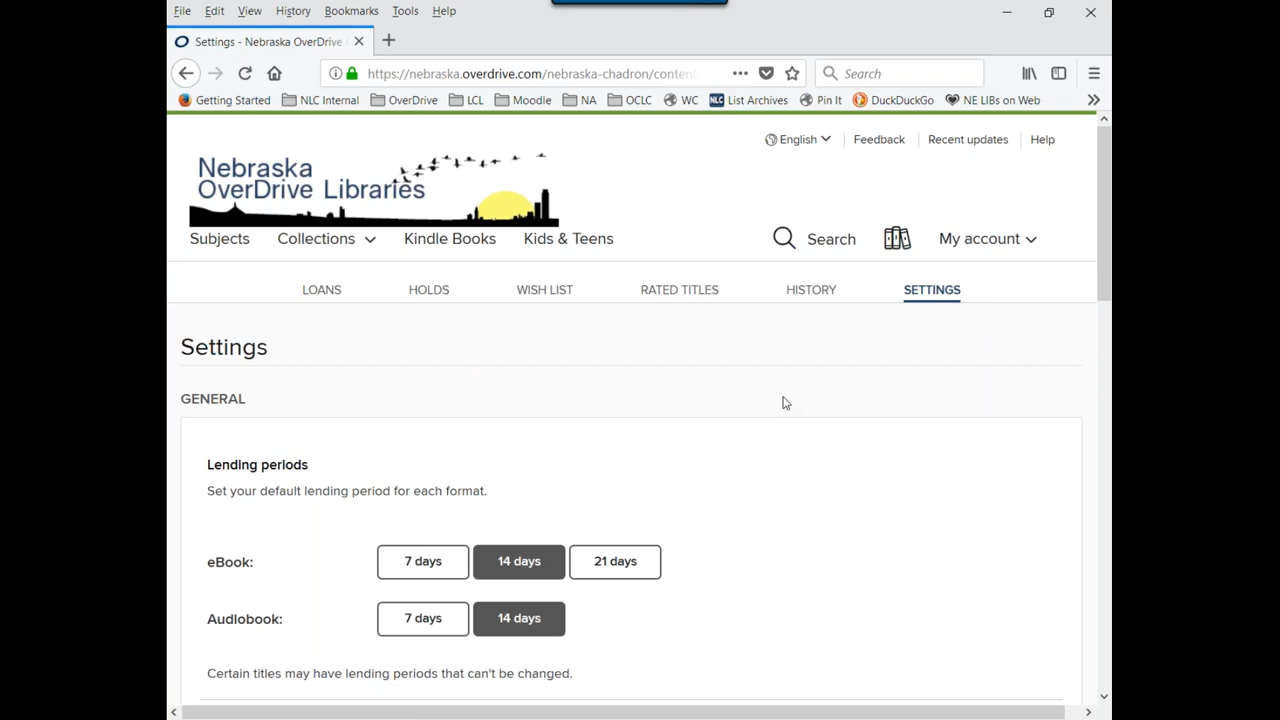 File Edit View History Bookmarks Tools Help
Settings - Nebraska OverDrive
https://nebraska.overdrive.com/nebraska-chadron/conten
Search
Getting Started NLC Internal OverDrive LCL Moodle NA OCLC WC NLC List Archives Pin It DuckDuckGo NE LIBs on Web
English Feedback Recent updates Help
Nebraska
OverDrive Libraries
Subjects Collections Kindle Books Kids & Teens Search My account
LOANS HOLDS WISH LIST RATED TITLES HISTORY SETTINGS
Settings
GENERAL
Lending periods
Set your default lending period for each format.
eBook: 7 days 14 days 21 days
Audiobook: 7 days 14 days
Certain titles may have lending periods that can't be changed.